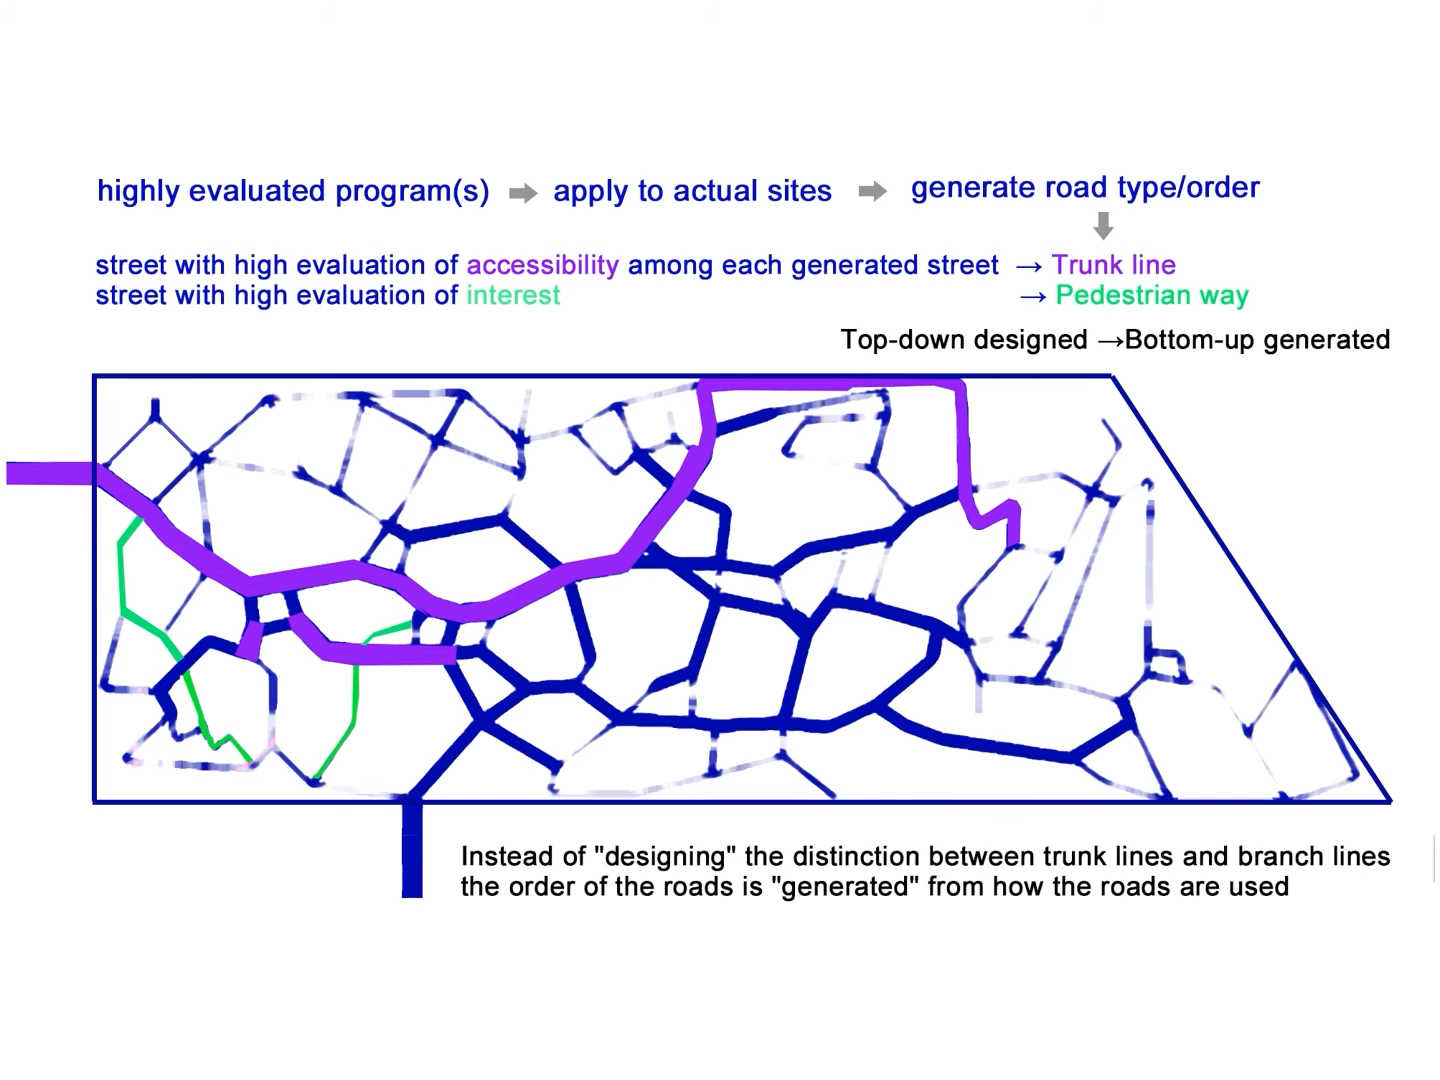 highly evaluated program(s) → apply to actual sites → generate road type/order
street with high evaluation of accessibility among each generated street → Trunk line
street with high evaluation of interest → Pedestrian way
Top-down designed →Bottom-up generated
Instead of "designing" the distinction between trunk lines and branch lines
the order of the roads is "generated" from how the roads are used